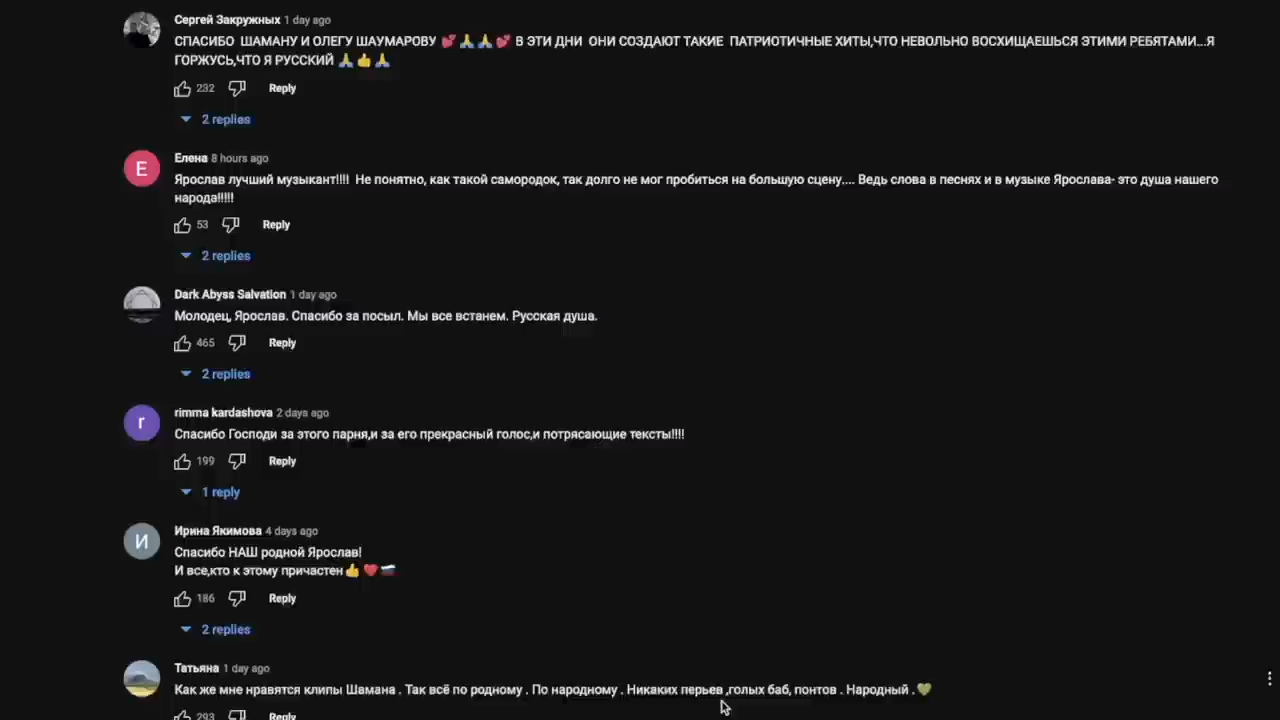 Сергей Закружных 1 day ago
СПАСИБО ШАМАНУ И ОЛЕГУ ШАУМАРОВУ 💕🙏🙏💕 В ЭТИ ДНИ ОНИ СОЗДАЮТ ТАКИЕ ПАТРИОТИЧНЫЕ ХИТЫ,ЧТО НЕВОЛЬНО ВОСХИЩАЕШЬСЯ ЭТИМИ РЕБЯТАМИ...Я
ГОРЖУСЬ,ЧТО Я РУССКИЙ 🙏👍🙏
232 Reply
2 replies
Е
Елена 8 hours ago
Ярослав лучший музыкант!!!! Не понятно, как такой самородок, так долго не мог пробиться на большую сцену.... Ведь слова в песнях и в музыке Ярослава- это душа нашего
народа!!!!!
53 Reply
2 replies
Dark Abyss Salvation 1 day ago
Молодец, Ярослав. Спасибо за посыл. Мы все встанем. Русская душа.
465 Reply
2 replies
r
rimma kardashova 2 days ago
Спасибо Господи за этого парня,и за его прекрасный голос,и потрясающие тексты!!!!
199 Reply
1 reply
И
Ирина Якимова 4 days ago
Спасибо НАШ родной Ярослав!
И все,кто к этому причастен👍❤️🇷🇺
186 Reply
2 replies
Татьяна 1 day ago
Как же мне нравятся клипы Шамана . Так всё по родному . По народному . Никаких перьев ,голых баб, понтов . Народный .💚
293 Reply